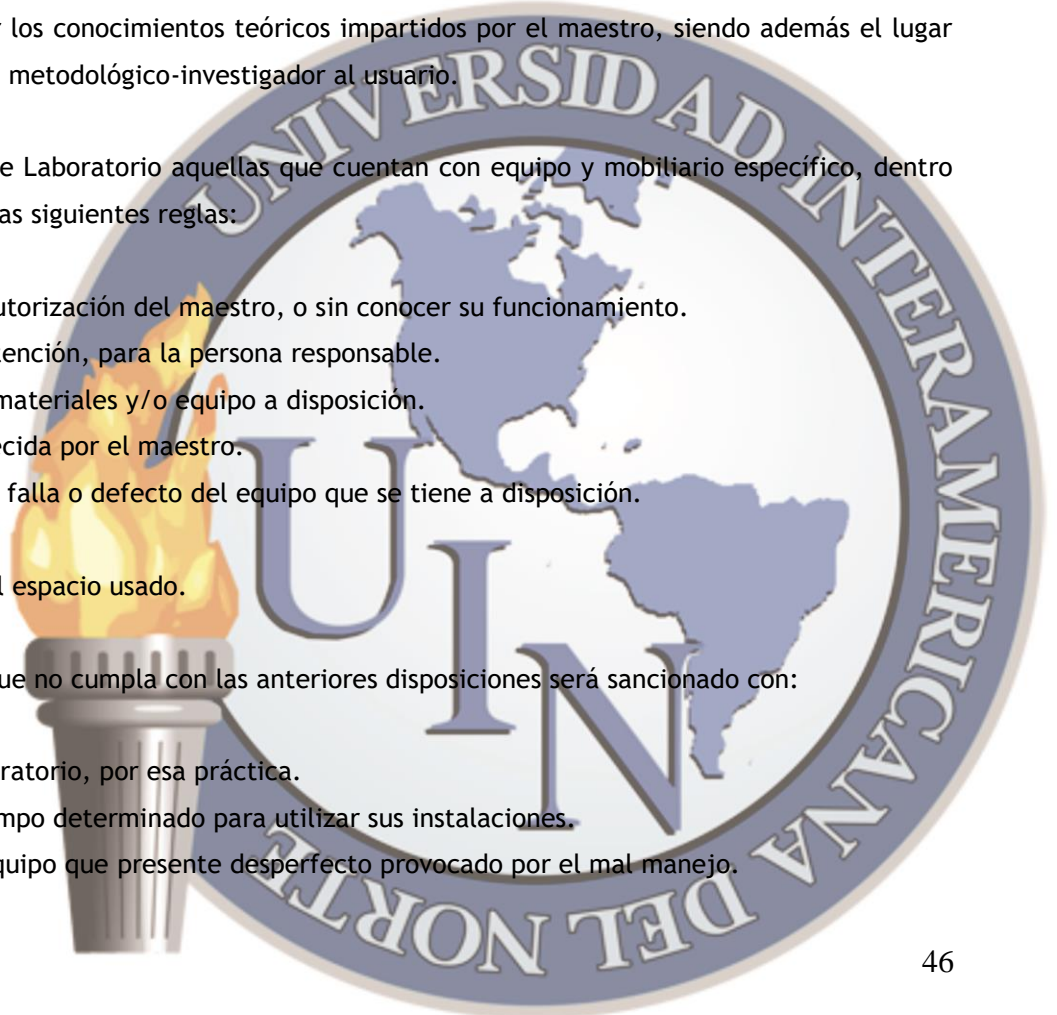 los conocimientos teóricos impartidos por el maestro, siendo además el lugar
metodológico-investigador al usuario.
e Laboratorio aquellas que cuentan con equipo y mobiliario específico, dentro
as siguientes reglas:
utorización del maestro, o sin conocer su funcionamiento.
ención, para la persona responsable.
materiales y/o equipo a disposición.
ecida por el maestro.
falla o defecto del equipo que se tiene a disposición.
l espacio usado.
ue no cumpla con las anteriores disposiciones será sancionado con:
oratorio, por esa práctica.
mpo determinado para utilizar sus instalaciones.
quipo que presente desperfecto provocado por el mal manejo.
UNIVERSIDAD INTERAMERICANA DEL NORTE
UIN
46